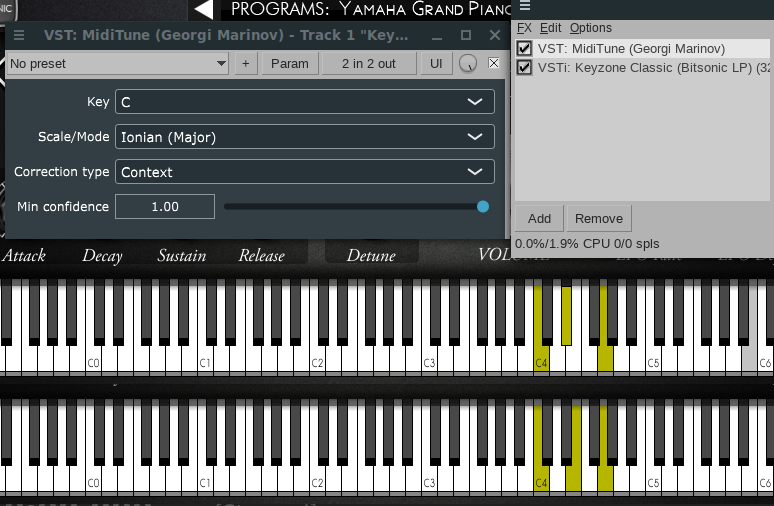 NIC
PROGRAMS: YAMAHA GRAND PIANO
VST: MidiTune (Georgi Marinov) - Track 1 "Key...
No preset
+
Param
2 in 2 out
UI
Key
C
Scale/Mode
Ionian (Major)
Correction type
Context
Min confidence
1.00
FX Edit Options
VST: MidiTune (Georgi Marinov)
VSTi: Keyzone Classic (Bitsonic LP) (32
Add
Remove
0.0%/1.9% CPU 0/0 spls
Attack Decay Sustain Release Detune VOLUME
C0 C1 C2 C3 C4 C5 C6
C0 C1 C2 C3 C4 C5 C6